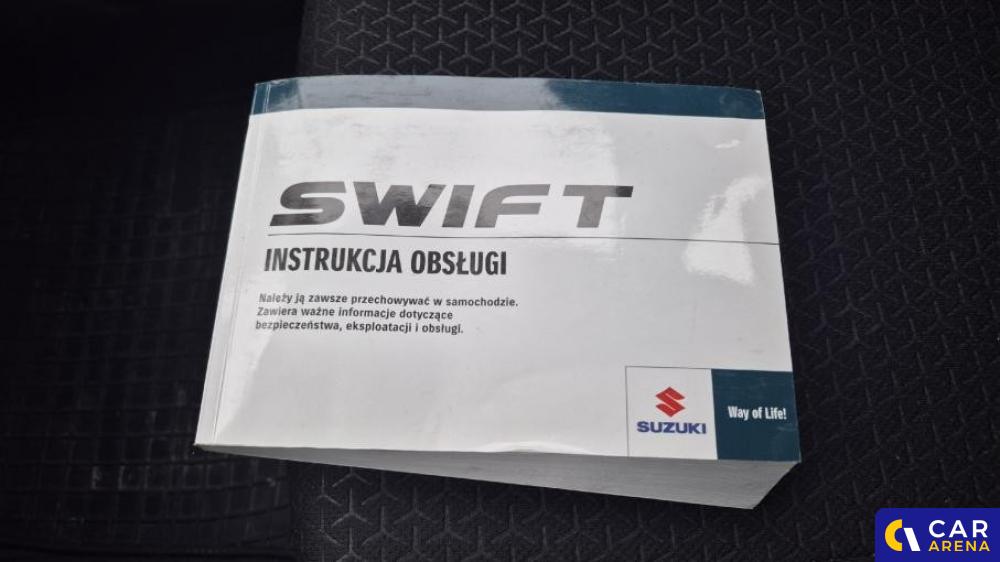 SWIFT
INSTRUKCJA OBSŁUGI
Należy ją zawsze przechowywać w samochodzie.
Zawiera ważne informacje dotyczące
bezpieczeństwa, eksploatacji i obsługi.
SUZUKI
Way of Life!
CAR
ARENA